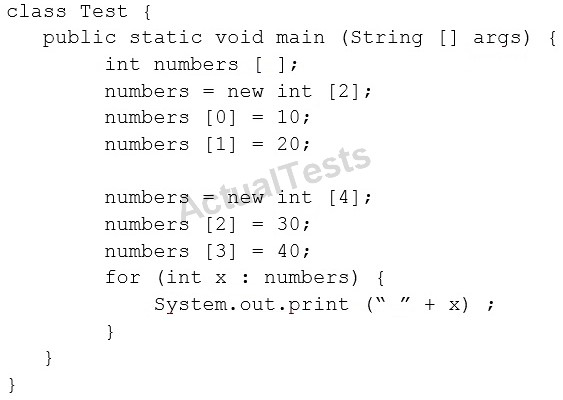 class Test {
public static void main (String [] args) {
int numbers [ ];
numbers = new int [2];
numbers [0] = 10;
numbers [1] = 20;
ActualTests
numbers = new int [4];
numbers [2] = 30;
numbers [3] = 40;
for (int x : numbers) {
System.out.print (“ ” + x) ;
}
}
}